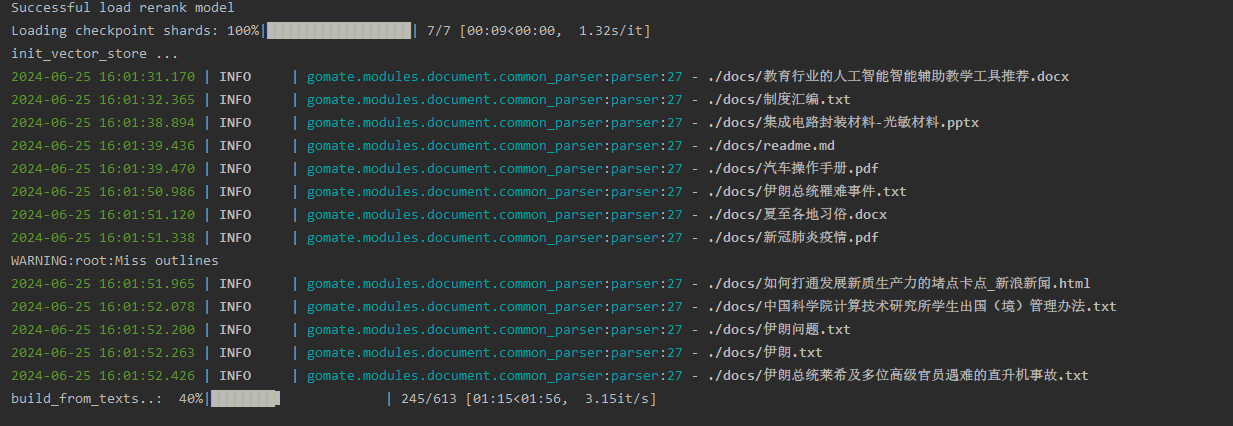 Successful load rerank model
Loading checkpoint shards: 100%|██████████████████| 7/7 [00:09<00:00,  1.32s/it]
init_vector_store ...
2024-06-25 16:01:31.170 | INFO     | gomate.modules.document.common_parser:parser:27 - ./docs/教育行业的人工智能智能辅助教学工具推荐.docx
2024-06-25 16:01:32.365 | INFO     | gomate.modules.document.common_parser:parser:27 - ./docs/制度汇编.txt
2024-06-25 16:01:38.894 | INFO     | gomate.modules.document.common_parser:parser:27 - ./docs/集成电路封装材料-光敏材料.pptx
2024-06-25 16:01:39.436 | INFO     | gomate.modules.document.common_parser:parser:27 - ./docs/readme.md
2024-06-25 16:01:39.470 | INFO     | gomate.modules.document.common_parser:parser:27 - ./docs/汽车操作手册.pdf
2024-06-25 16:01:50.986 | INFO     | gomate.modules.document.common_parser:parser:27 - ./docs/伊朗总统罹难事件.txt
2024-06-25 16:01:51.120 | INFO     | gomate.modules.document.common_parser:parser:27 - ./docs/夏至各地习俗.docx
2024-06-25 16:01:51.338 | INFO     | gomate.modules.document.common_parser:parser:27 - ./docs/新冠肺炎疫情.pdf
WARNING:root:Miss outlines
2024-06-25 16:01:51.965 | INFO     | gomate.modules.document.common_parser:parser:27 - ./docs/如何打通发展新质生产力的堵点卡点_新浪新闻.html
2024-06-25 16:01:52.078 | INFO     | gomate.modules.document.common_parser:parser:27 - ./docs/中国科学院计算技术研究所学生出国（境）管理办法.txt
2024-06-25 16:01:52.200 | INFO     | gomate.modules.document.common_parser:parser:27 - ./docs/伊朗问题.txt
2024-06-25 16:01:52.263 | INFO     | gomate.modules.document.common_parser:parser:27 - ./docs/伊朗.txt
2024-06-25 16:01:52.426 | INFO     | gomate.modules.document.common_parser:parser:27 - ./docs/伊朗总统莱希及多位高级官员遇难的直升机事故.txt
build_from_texts..:  40%|████████▌             | 245/613 [01:15<01:56,  3.15it/s]